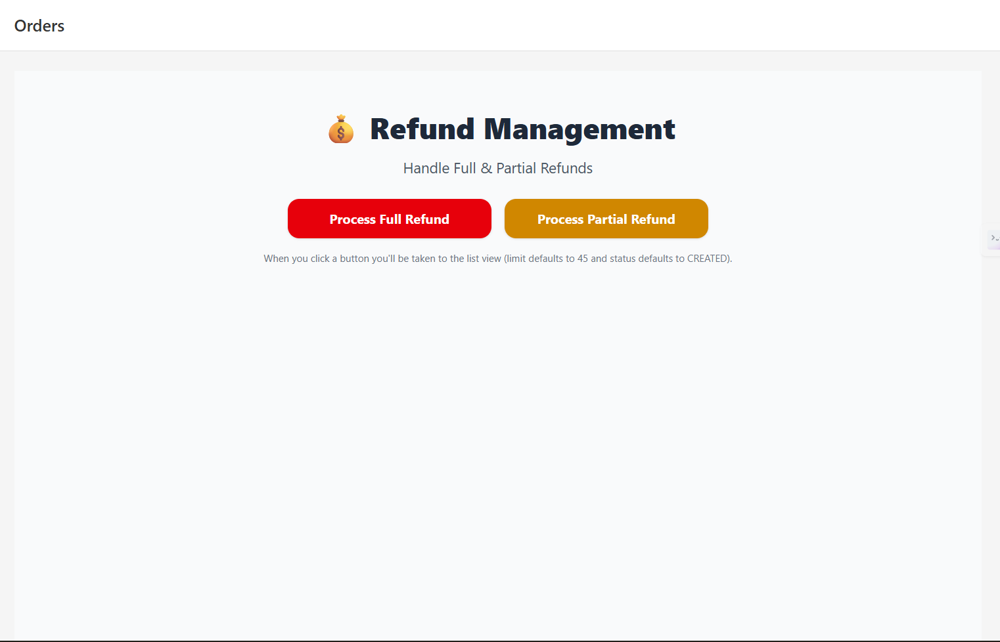 Orders
Refund Management
Handle Full & Partial Refunds
Process Full Refund
Process Partial Refund
When you click a button you'll be taken to the list view (limit defaults to 45 and status defaults to CREATED).